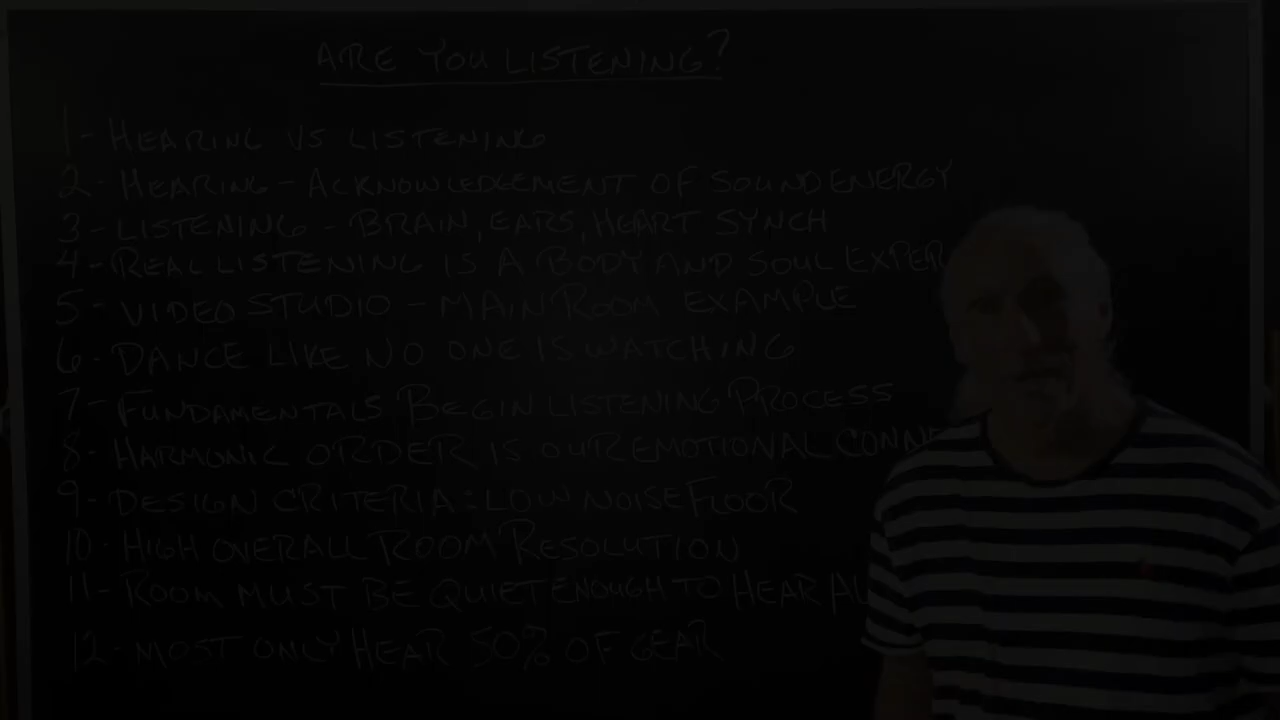 ARE YOU LISTENING?
1- HEARING VS LISTENING
2- HEARING - ACKNOWLEDGEMENT OF SOUND ENERGY
3- LISTENING - BRAIN, EARS, HEART SYNCH
4- REAL LISTENING IS A BODY AND SOUL EXPER
5- VIDEO STUDIO - MAIN ROOM EXAMPLE
6- DANCE LIKE NO ONE IS WATCHING
7- FUNDAMENTALS BEGIN LISTENING PROCESS
8- HARMONIC ORDER IS OUR EMOTIONAL CONN
9- DESIGN CRITERIA: LOW NOISE FLOOR
10- HIGH OVERALL ROOM RESOLUTION
11- ROOM MUST BE QUIET ENOUGH TO HEAR
12- MOST ONLY HEAR 50% OF GEAR